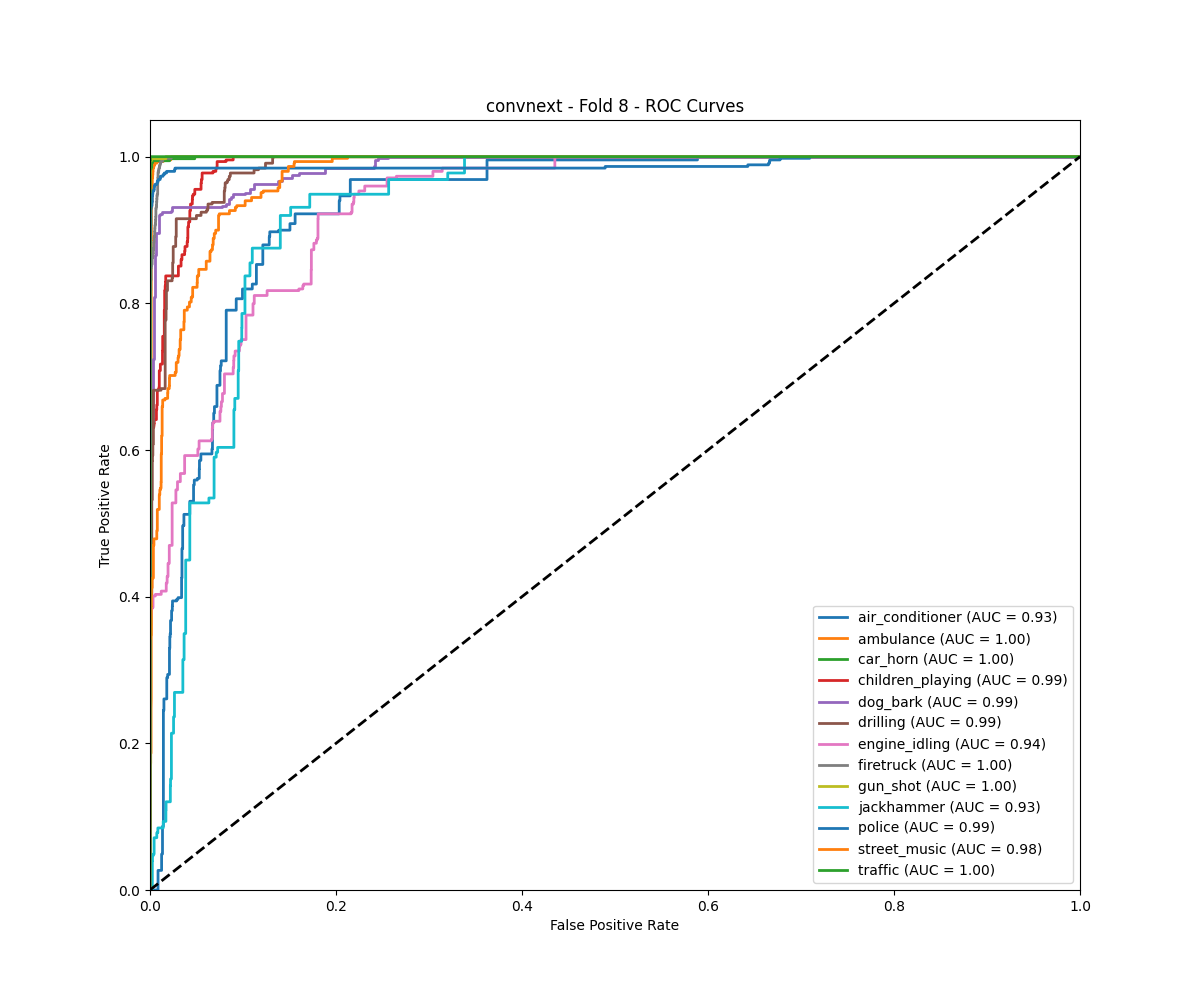 convnext - Fold 8 - ROC Curves
1.0
0.8
0.6
0.4
0.2
0.0
True Positive Rate
0.0 0.2 0.4 0.6 0.8 1.0
False Positive Rate
air_conditioner (AUC = 0.93)
ambulance (AUC = 1.00)
car_horn (AUC = 1.00)
children_playing (AUC = 0.99)
dog_bark (AUC = 0.99)
drilling (AUC = 0.99)
engine_idling (AUC = 0.94)
firetruck (AUC = 1.00)
gun_shot (AUC = 1.00)
jackhammer (AUC = 0.93)
police (AUC = 0.99)
street_music (AUC = 0.98)
traffic (AUC = 1.00)